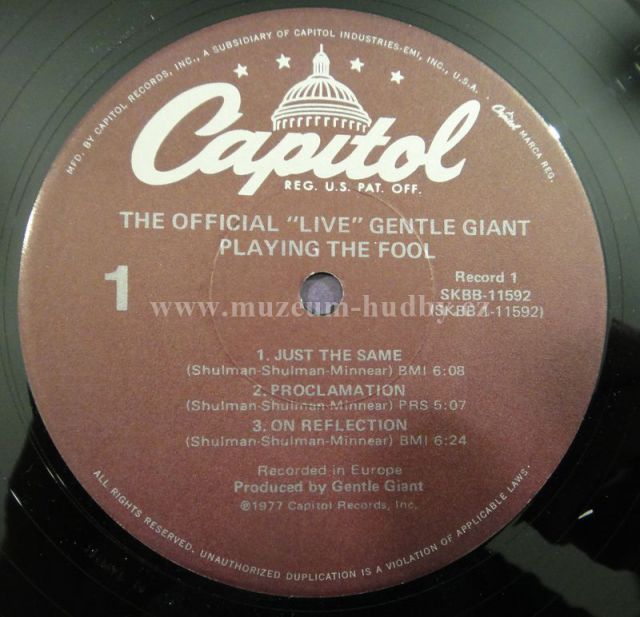 MFD. BY CAPITOL RECORDS, INC., A SUBSIDIARY OF CAPITOL INDUSTRIES-EMI, INC., U.S.A. . Capitol MARCA REG.
Capitol
REG. U.S. PAT. OFF.
THE OFFICIAL "LIVE" GENTLE GIANT
PLAYING THE FOOL
1
Record 1
SKBB-11592
(SKBB-1-11592)
www.muzeum-hudby.cz
1. JUST THE SAME
(Shulman-Shulman-Minnear) BMI 6:08
2. PROCLAMATION
(Shulman-Shulman-Minnear) PRS 5:07
3. ON REFLECTION
(Shulman-Shulman-Minnear) BMI 6:24
Recorded in Europe
Produced by Gentle Giant
℗1977 Capitol Records, Inc.
ALL RIGHTS RESERVED. UNAUTHORIZED DUPLICATION IS A VIOLATION OF APPLICABLE LAWS.